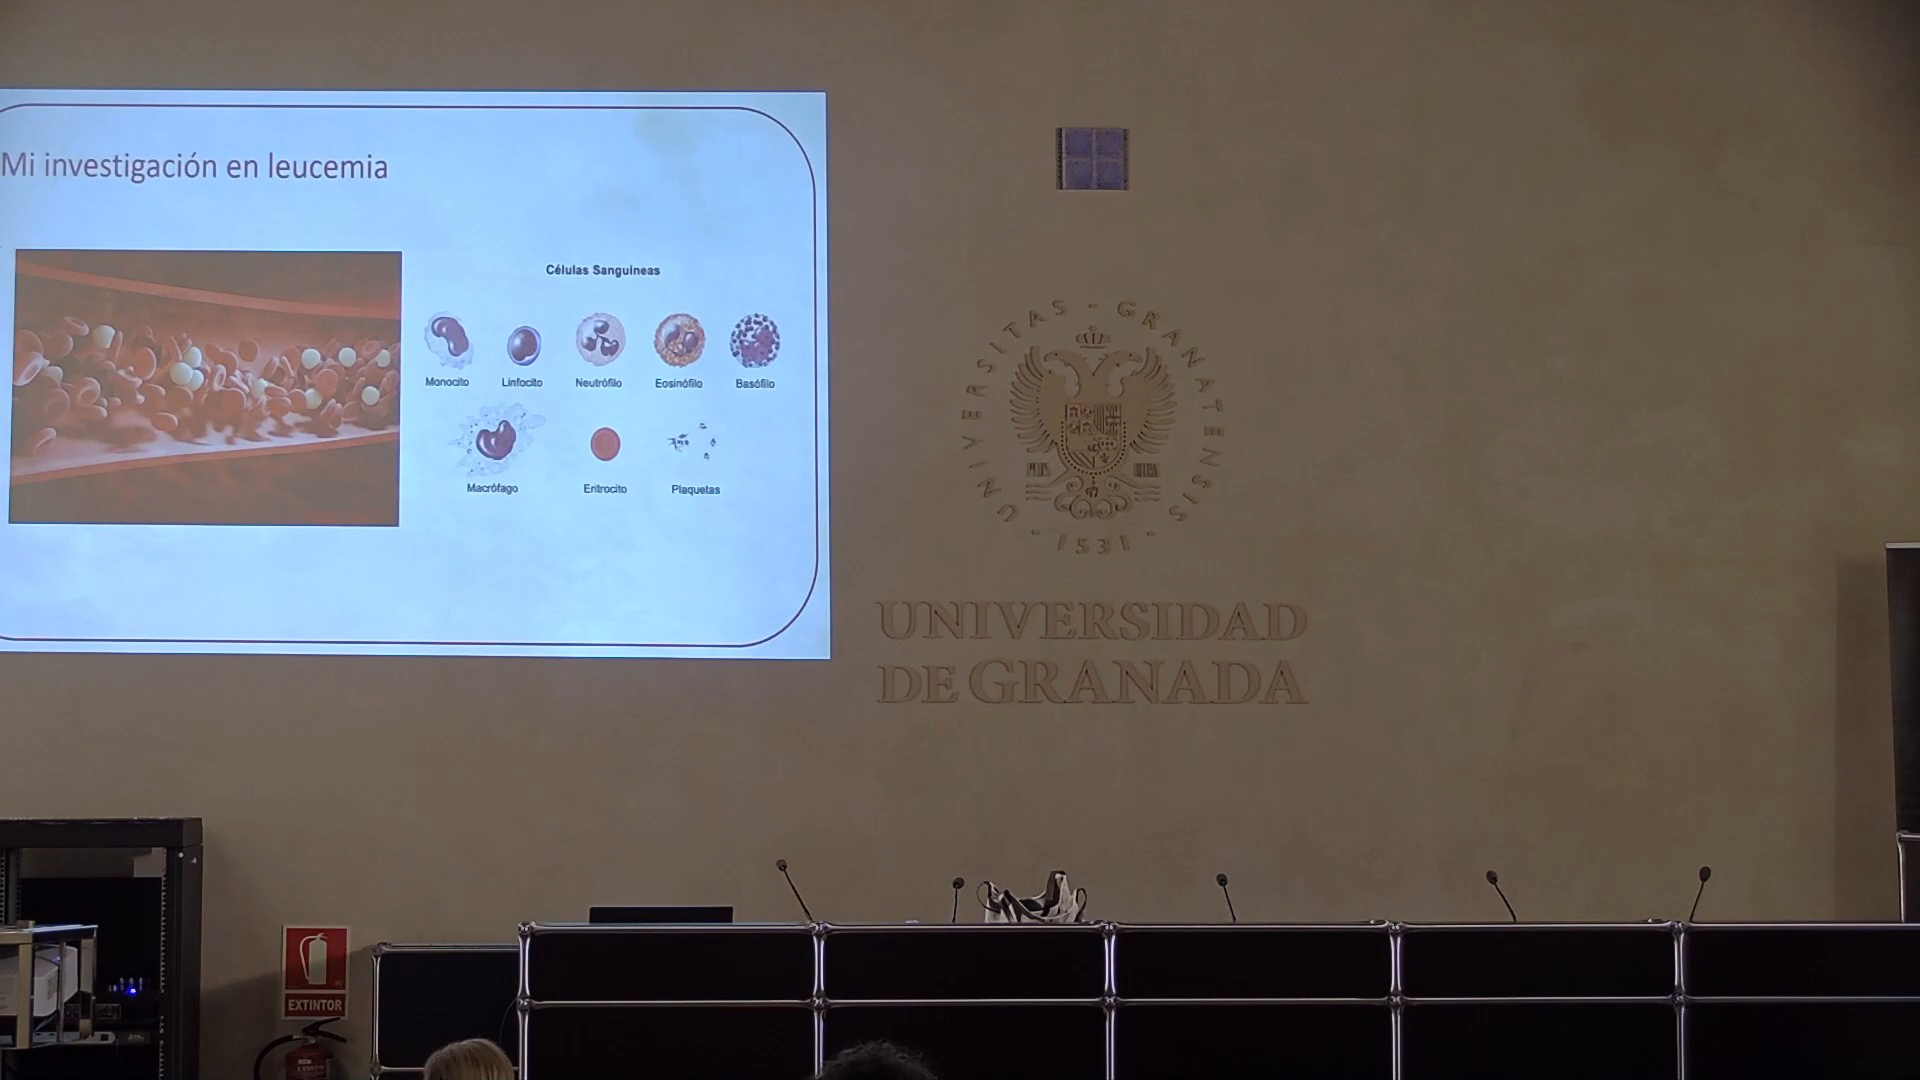 Mi investigación en leucemia
Células Sanguineas
Monocito Linfocito Neutrófilo Eosinófilo Basófilo
Macrófago Eritrocito Plaquetas
UNIVERSITAS - GRANATENSIS
- 1531 -
UNIVERSIDAD
DE GRANADA
EXTINTOR